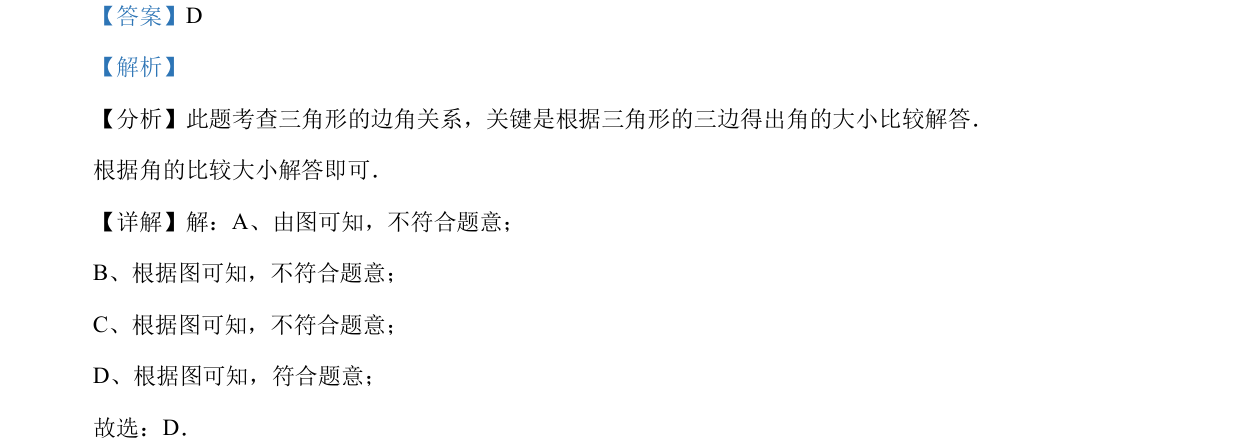 【答案】D
【解析】
【分析】此题考查三角形的边角关系，关键是根据三角形的三边得出角的大小比较解答．
根据角的比较大小解答即可．
【详解】解：A、由图可知，不符合题意；
B、根据图可知，不符合题意；
C、根据图可知，不符合题意；
D、根据图可知，符合题意；
故选：D．